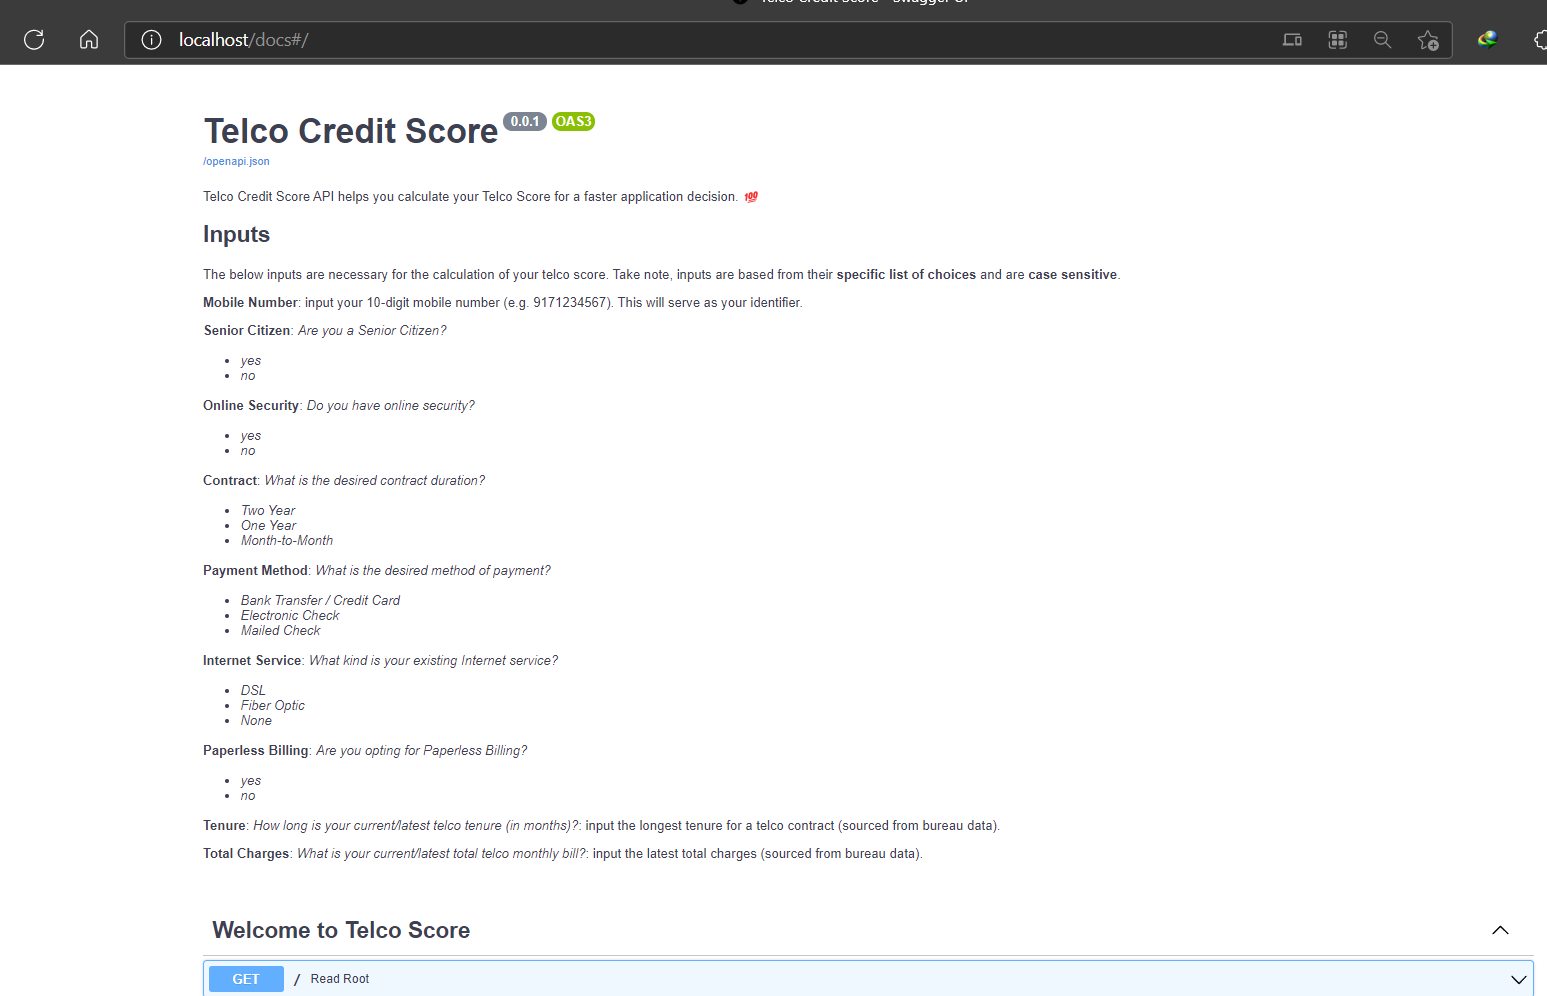 Telco Credit Score - Swagger UI
localhost/docs#/
Telco Credit Score 0.0.1 OAS3
/openapi.json
Telco Credit Score API helps you calculate your Telco Score for a faster application decision. 💯
Inputs
The below inputs are necessary for the calculation of your telco score. Take note, inputs are based from their specific list of choices and are case sensitive.
Mobile Number: input your 10-digit mobile number (e.g. 9171234567). This will serve as your identifier.
Senior Citizen: Are you a Senior Citizen?
• yes
• no
Online Security: Do you have online security?
• yes
• no
Contract: What is the desired contract duration?
• Two Year
• One Year
• Month-to-Month
Payment Method: What is the desired method of payment?
• Bank Transfer / Credit Card
• Electronic Check
• Mailed Check
Internet Service: What kind is your existing Internet service?
• DSL
• Fiber Optic
• None
Paperless Billing: Are you opting for Paperless Billing?
• yes
• no
Tenure: How long is your current/latest telco tenure (in months)?: input the longest tenure for a telco contract (sourced from bureau data).
Total Charges: What is your current/latest total telco monthly bill?: input the latest total charges (sourced from bureau data).
Welcome to Telco Score
GET / Read Root